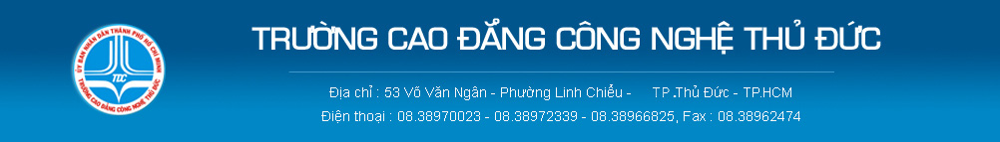 ỦY BAN NHÂN DÂN THÀNH PHỐ HỒ CHÍ MINH
TDC
TRƯỜNG CAO ĐẲNG CÔNG NGHỆ THỦ ĐỨC
TRƯỜNG CAO ĐẲNG CÔNG NGHỆ THỦ ĐỨC
Địa chỉ : 53 Võ Văn Ngân - Phường Linh Chiểu - TP.Thủ Đức - TP.HCM
Điện thoại : 08.38970023 - 08.38972339 - 08.38966825, Fax : 08.38962474